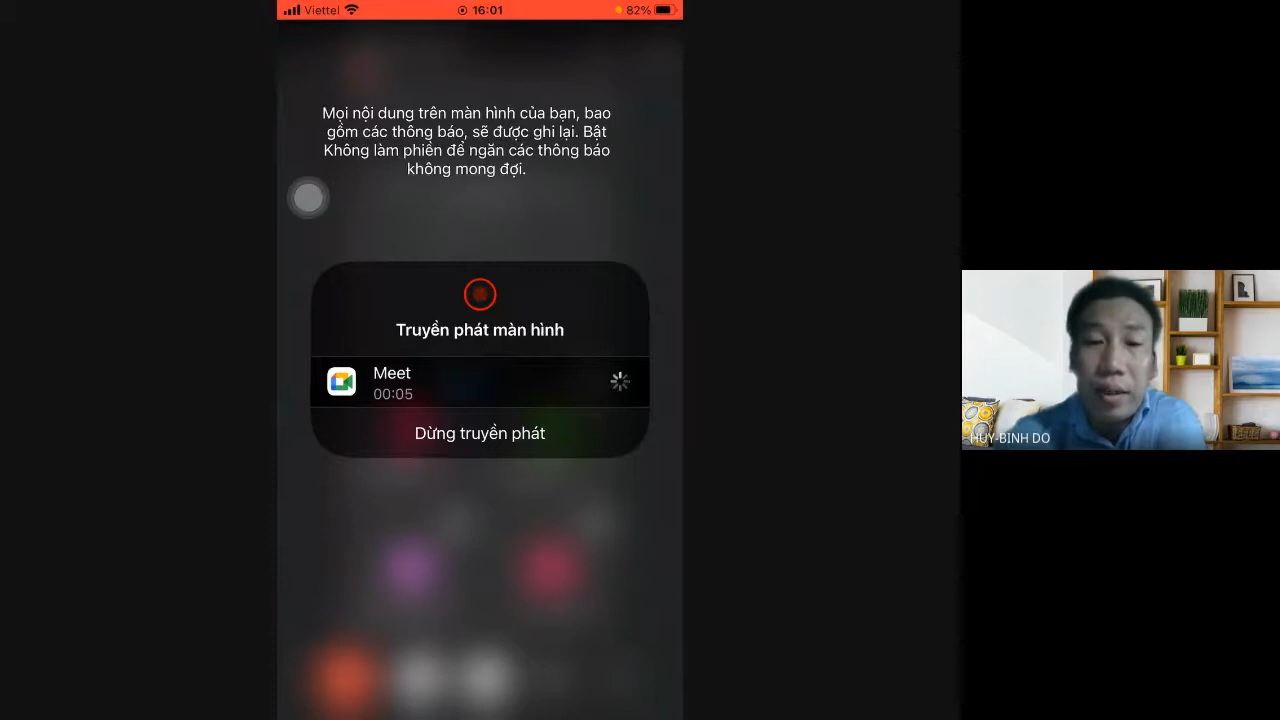 Viettel 16:01 82%
Mọi nội dung trên màn hình của bạn, bao
gồm các thông báo, sẽ được ghi lại. Bật
Không làm phiền để ngăn các thông báo
không mong đợi.
Truyền phát màn hình
Meet
00:05
Dừng truyền phát
HUY-BINH DO